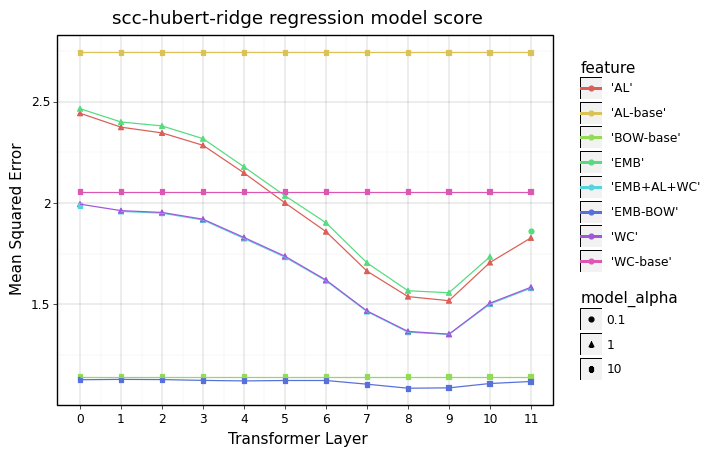 scc-hubert-ridge regression model score
Mean Squared Error
2.5
2
1.5
0 1 2 3 4 5 6 7 8 9 10 11
Transformer Layer
feature
'AL'
'AL-base'
'BOW-base'
'EMB'
'EMB+AL+WC'
'EMB-BOW'
'WC'
'WC-base'
model_alpha
0.1
1
10